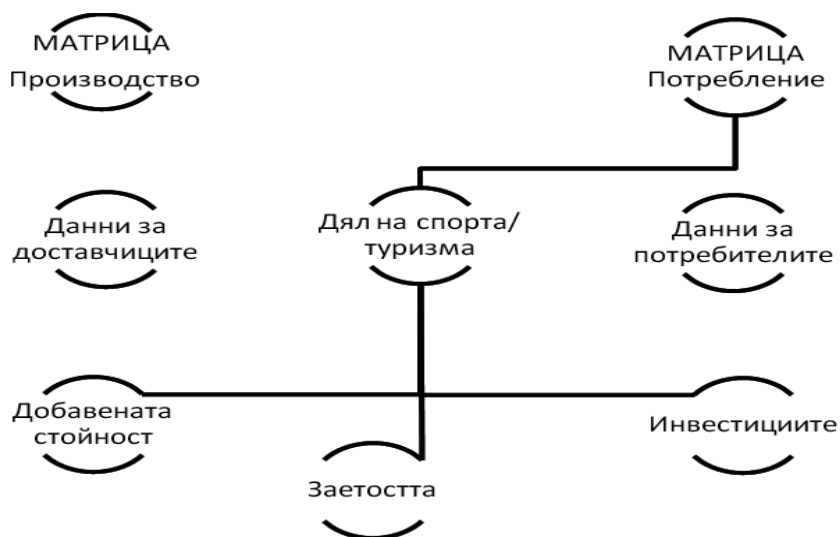 МАТРИЦА
Производство
МАТРИЦА
Потребление
Данни за
доставчиците
Дял на спорта/
туризма
Данни за
потребителите
Добавената
стойност
Заетостта
Инвестициите